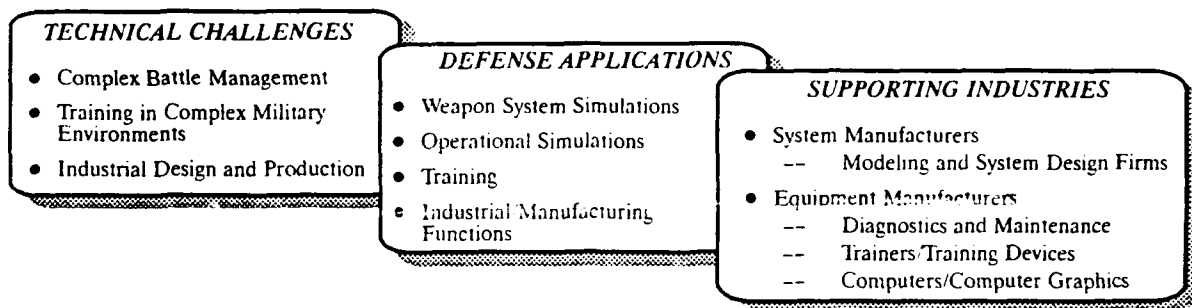 TECHNICAL CHALLENGES
● Complex Battle Management
● Training in Complex Military
Environments
● Industrial Design and Production
DEFENSE APPLICATIONS
● Weapon System Simulations
● Operational Simulations
● Training
● Industrial/Manufacturing
Functions
SUPPORTING INDUSTRIES
● System Manufacturers
-- Modeling and System Design Firms
● Equipment Manufacturers
-- Diagnostics and Maintenance
-- Trainers/Training Devices
-- Computers/Computer Graphics